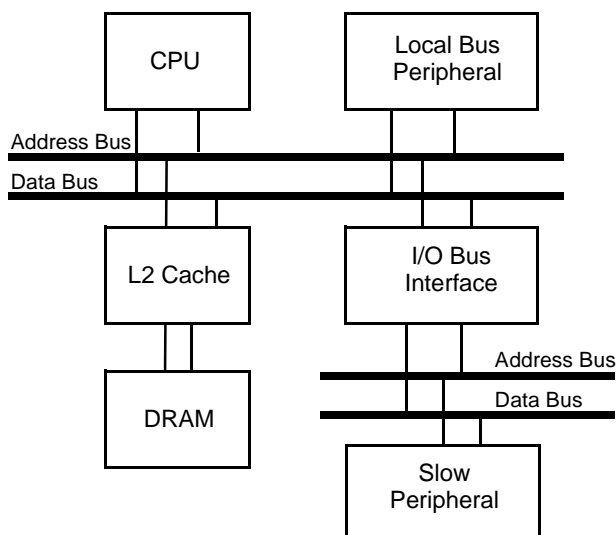 CPU
Local Bus
Peripheral
Address Bus
Data Bus
L2 Cache
I/O Bus
Interface
Address Bus
Data Bus
DRAM
Slow
Peripheral